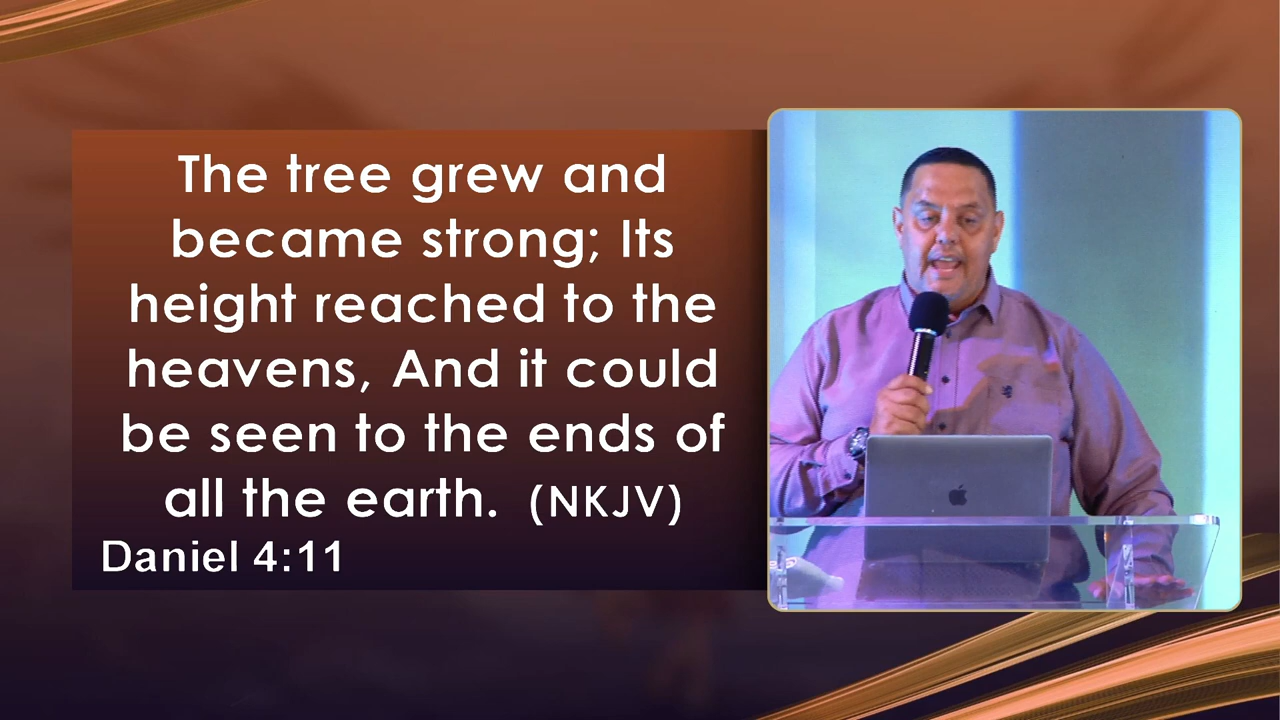 The tree grew and
became strong; Its
height reached to the
heavens, And it could
be seen to the ends of
all the earth. (NKJV)
Daniel 4:11